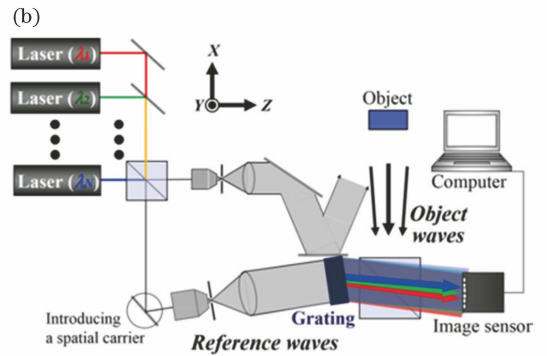 (b)
Laser (λ1)
Laser (λ2)
Laser (λN)
X
Y
Z
Object
Computer
Object
waves
Introducing
a spatial carrier
Grating
Reference waves
Image sensor